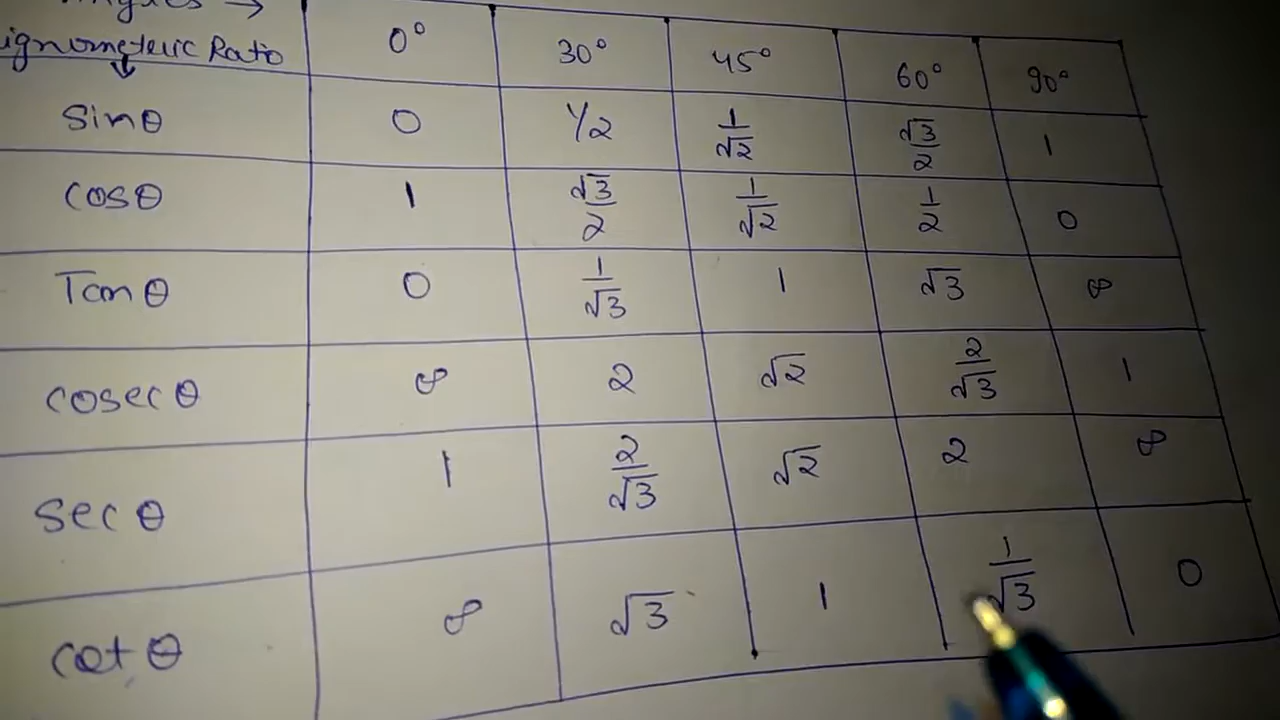 Angles → 0° 30° 45° 60° 90°
ignometeric Ratio ↓
Sinθ 0 1/2 1/√2 √3/2 1
Cosθ 1 √3/2 1/√2 1/2 0
Tanθ 0 1/√3 1 √3 ∞
Cosecθ ∞ 2 √2 2/√3 1
Secθ 1 2/√3 √2 2 ∞
Cotθ ∞ √3 1 1/√3 0